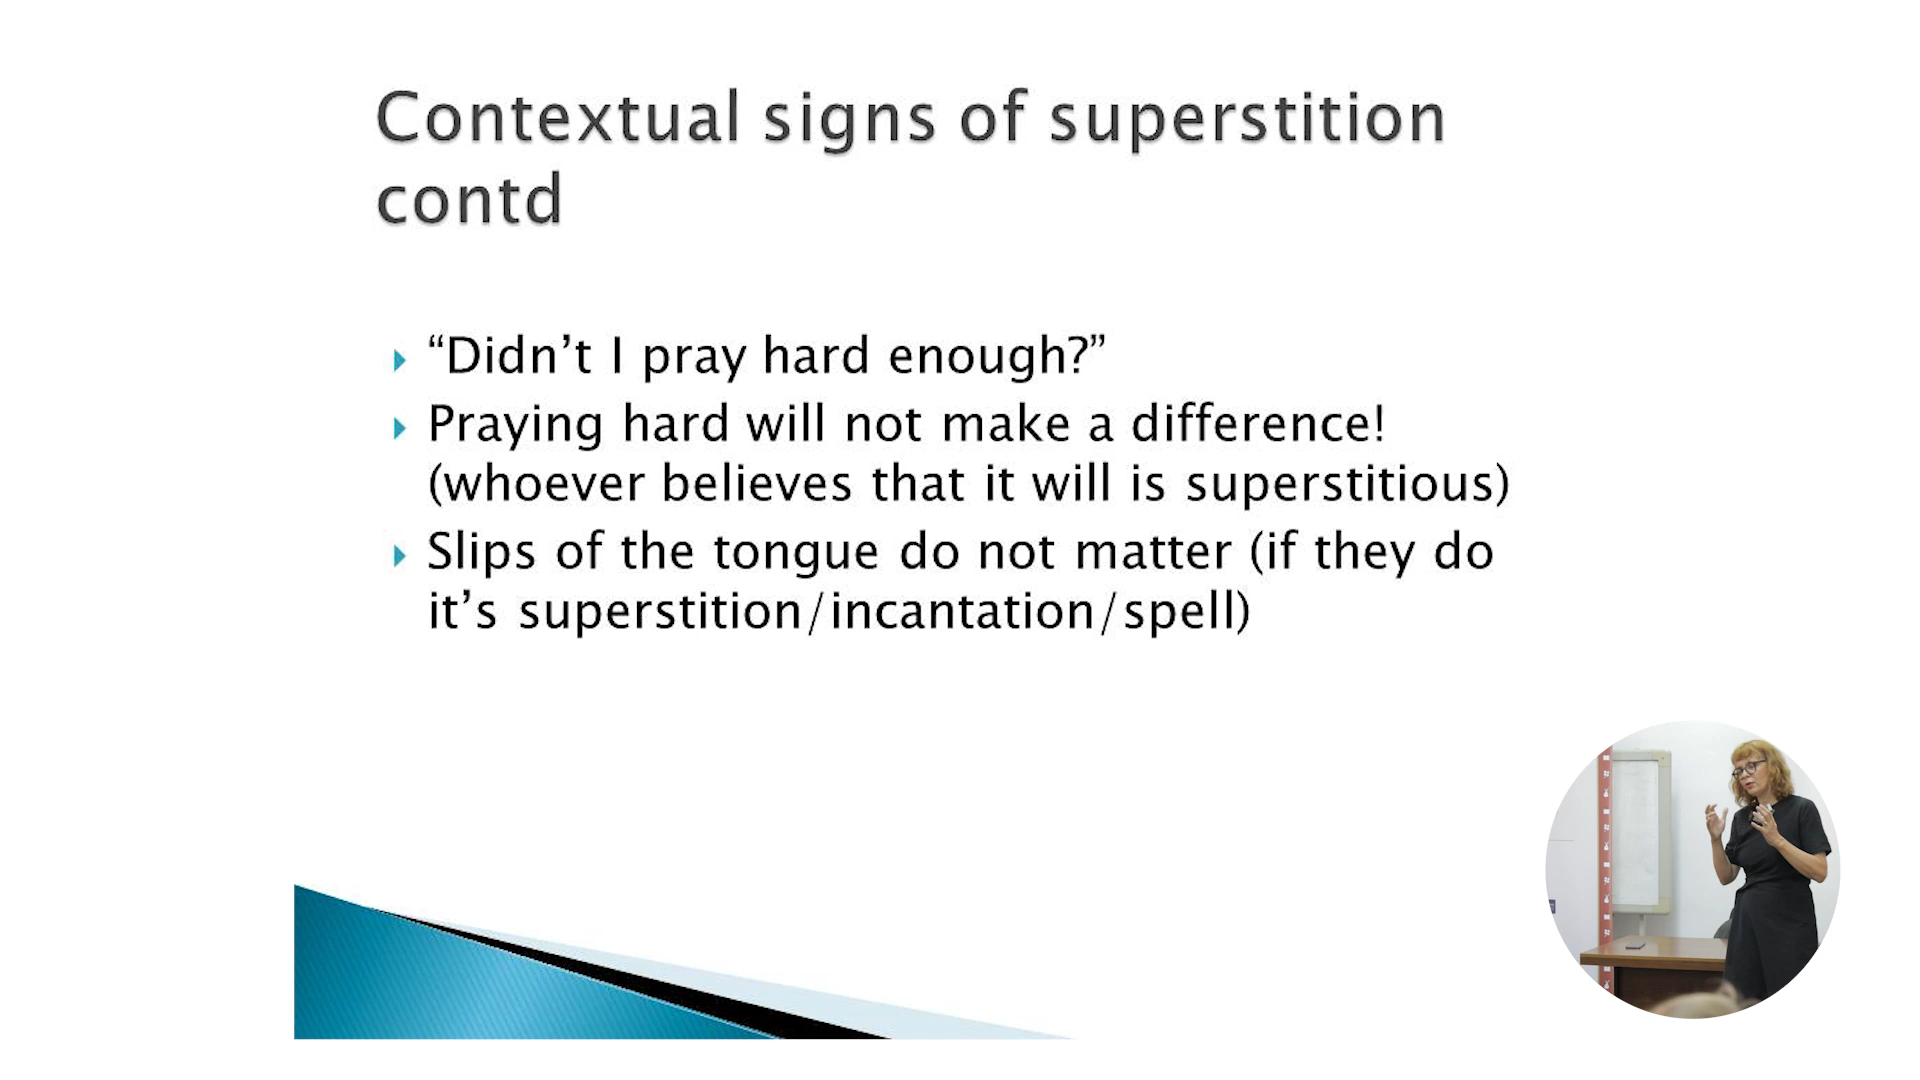 Contextual signs of superstition
contd
“Didn’t I pray hard enough?”
Praying hard will not make a difference!
(whoever believes that it will is superstitious)
Slips of the tongue do not matter (if they do
it’s superstition/incantation/spell)